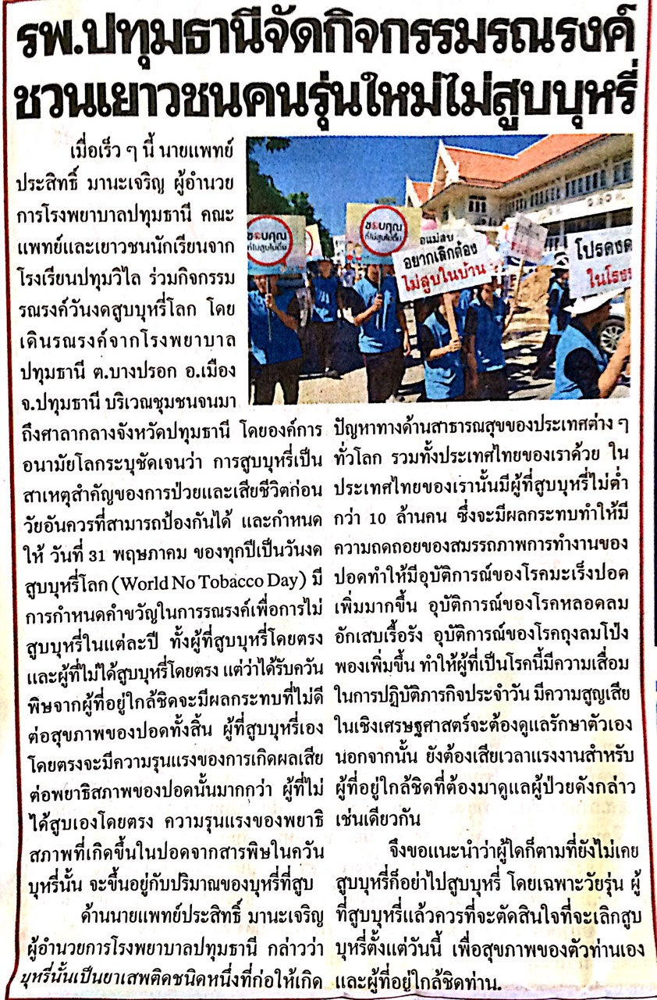 รพ.ปทุมธานีจัดกิจกรรมรณรงค์
ชวนเยาวชนคนรุ่นใหม่ไม่สูบบุหรี่
เมื่อเร็ว ๆ นี้ นายแพทย์
ประสิทธิ์ มานะเจริญ ผู้อำนวย
การโรงพยาบาลปทุมธานี คณะ
แพทย์และเยาวชนนักเรียนจาก
โรงเรียนปทุมวิไล ร่วมกิจกรรม
รณรงค์วันงดสูบบุหรี่โลก โดย
เดินรณรงค์จากโรงพยาบาล
ปทุมธานี ต.บางปรอก อ.เมือง
จ.ปทุมธานี บริเวณชุมชนจนมา
ถึงศาลากลางจังหวัดปทุมธานี โดยองค์การ
อนามัยโลกระบุชัดเจนว่า การสูบบุหรี่เป็น
สาเหตุสำคัญของการป่วยและเสียชีวิตก่อน
วัยอันควรที่สามารถป้องกันได้ และกำหนด
ให้ วันที่ 31 พฤษภาคม ของทุกปีเป็นวันงด
สูบบุหรี่โลก (World No Tobacco Day) มี
การกำหนดคำขวัญในการรณรงค์เพื่อการไม่
สูบบุหรี่ในแต่ละปี ทั้งผู้ที่สูบบุหรี่โดยตรง
และผู้ที่ไม่ได้สูบบุหรี่โดยตรง แต่ว่าได้รับควัน
พิษจากผู้ที่อยู่ใกล้ชิดจะมีผลกระทบที่ไม่ดี
ต่อสุขภาพของปอดทั้งสิ้น ผู้ที่สูบบุหรี่เอง
โดยตรงจะมีความรุนแรงของการเกิดผลเสีย
ต่อพยาธิสภาพของปอดนั้นมากกว่า ผู้ที่ไม่
ได้สูบเองโดยตรง ความรุนแรงของพยาธิ
สภาพที่เกิดขึ้นในปอดจากสารพิษในควัน
บุหรี่นั้น จะขึ้นอยู่กับปริมาณของบุหรี่ที่สูบ
ด้านนายแพทย์ประสิทธิ์ มานะเจริญ
ผู้อำนวยการโรงพยาบาลปทุมธานี กล่าวว่า
บุหรี่นั้นเป็นยาเสพติดชนิดหนึ่งที่ก่อให้เกิด
ขอบคุณ
ที่ไม่สูบไม่ดื่ม
ขอบคุณ
ที่ไม่สูบไม่ดื่ม
อยากเลิกต้อง
ไม่สูบในบ้าน
โปรดงด
ในโรง
ปัญหาทางด้านสาธารณสุขของประเทศต่าง ๆ
ทั่วโลก รวมทั้งประเทศไทยของเราด้วย ใน
ประเทศไทยของเรานั้นมีผู้ที่สูบบุหรี่ไม่ต่ำ
กว่า 10 ล้านคน ซึ่งจะมีผลกระทบทำให้มี
ความถดถอยของสมรรถภาพการทำงานของ
ปอดทำให้มีอุบัติการณ์ของโรคมะเร็งปอด
เพิ่มมากขึ้น อุบัติการณ์ของโรคหลอดลม
อักเสบเรื้อรัง อุบัติการณ์ของโรคถุงลมโป่ง
พองเพิ่มขึ้น ทำให้ผู้ที่เป็นโรคนี้มีความเสื่อม
ในการปฏิบัติภารกิจประจำวัน มีความสูญเสีย
ในเชิงเศรษฐศาสตร์จะต้องดูแลรักษาตัวเอง
นอกจากนั้น ยังต้องเสียเวลาแรงงานสำหรับ
ผู้ที่อยู่ใกล้ชิดที่ต้องมาดูแลผู้ป่วยดังกล่าว
เช่นเดียวกัน
จึงขอแนะนำว่าผู้ใดก็ตามที่ยังไม่เคย
สูบบุหรี่ก็อย่าไปสูบบุหรี่ โดยเฉพาะวัยรุ่น ผู้
ที่สูบบุหรี่แล้วควรที่จะตัดสินใจที่จะเลิกสูบ
บุหรี่ตั้งแต่วันนี้ เพื่อสุขภาพของตัวท่านเอง
และผู้ที่อยู่ใกล้ชิดท่าน.